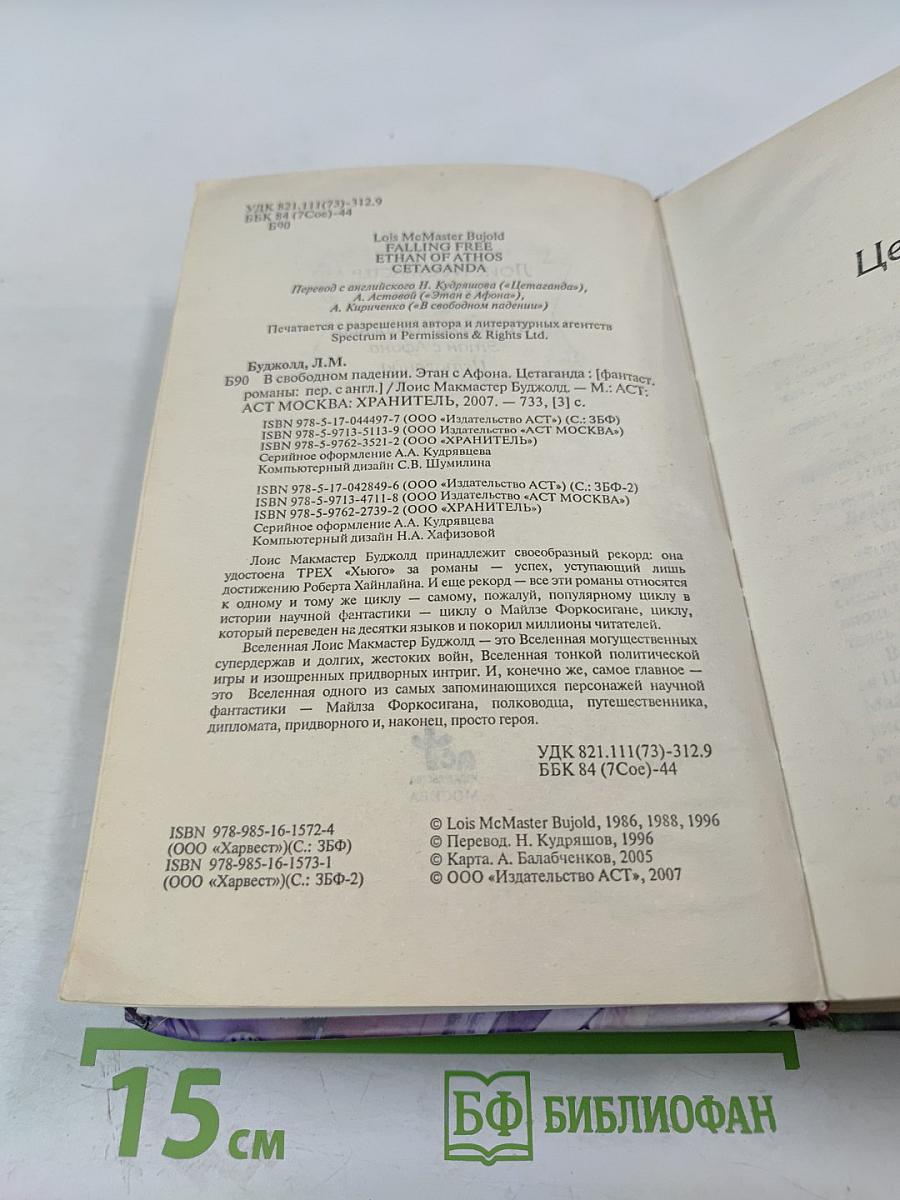 УДК 821.111(73)-312.9
ББК 84 (7Сое)-44
Б90
Lois McMaster Bujold
FALLING FREE
ETHAN OF ATHOS
CETAGANDA
Перевод с английского Н. Кудряшова («Цетаганда»),
А. Астовой («Этан с Афона»),
А. Кириченко («В свободном падении»)
Печатается с разрешения автора и литературных агентств
Spectrum и Permissions & Rights Ltd.
Буджолд, Л.М.
Б90 В свободном падении. Этан с Афона. Цетаганда : [фантаст.
романы: пер. с англ.] / Лоис Макмастер Буджолд. — М.: АСТ:
АСТ МОСКВА: ХРАНИТЕЛЬ, 2007. — 733, [3] с.
ISBN 978-5-17-044497-7 (ООО «Издательство АСТ») (С.: ЗБФ)
ISBN 978-5-9713-5113-9 (ООО Издательство «АСТ МОСКВА»)
ISBN 978-5-9762-3521-2 (ООО «ХРАНИТЕЛЬ»)
Серийное оформление А.А. Кудрявцева
Компьютерный дизайн С.В. Шумилина
ISBN 978-5-17-042849-6 (ООО «Издательство АСТ») (С.: ЗБФ-2)
ISBN 978-5-9713-4711-8 (ООО Издательство «АСТ МОСКВА»)
ISBN 978-5-9762-2739-2 (ООО «ХРАНИТЕЛЬ»)
Серийное оформление А.А. Кудрявцева
Компьютерный дизайн Н.А. Хафизовой
Лоис Макмастер Буджолд принадлежит своеобразный рекорд: она
удостоена ТРЕХ «Хьюго» за романы — успех, уступающий лишь
достижению Роберта Хайнлайна. И еще рекорд — все эти романы относятся
к одному и тому же циклу — самому, пожалуй, популярному циклу в
истории научной фантастики — циклу о Майлзе Форкосигане, циклу,
который переведен на десятки языков и покорил миллионы читателей.
Вселенная Лоис Макмастер Буджолд — это Вселенная могущественных
супердержав и долгих, жестоких войн, Вселенная тонкой политической
игры и изощренных придворных интриг. И, конечно же, самое главное —
это Вселенная одного из самых запоминающихся персонажей научной
фантастики — Майлза Форкосигана, полководца, путешественника,
дипломата, придворного и, наконец, просто героя.
УДК 821.111(73)-312.9
ББК 84 (7Сое)-44
ISBN 978-985-16-1572-4
(ООО «Харвест»)(С.: ЗБФ)
ISBN 978-985-16-1573-1
(ООО «Харвест»)(С.: ЗБФ-2)
© Lois McMaster Bujold, 1986, 1988, 1996
© Перевод. Н. Кудряшов, 1996
© Карта. А. Балабченков, 2005
© ООО «Издательство АСТ», 2007
Це
15 см
БФ БИБЛИОФАН